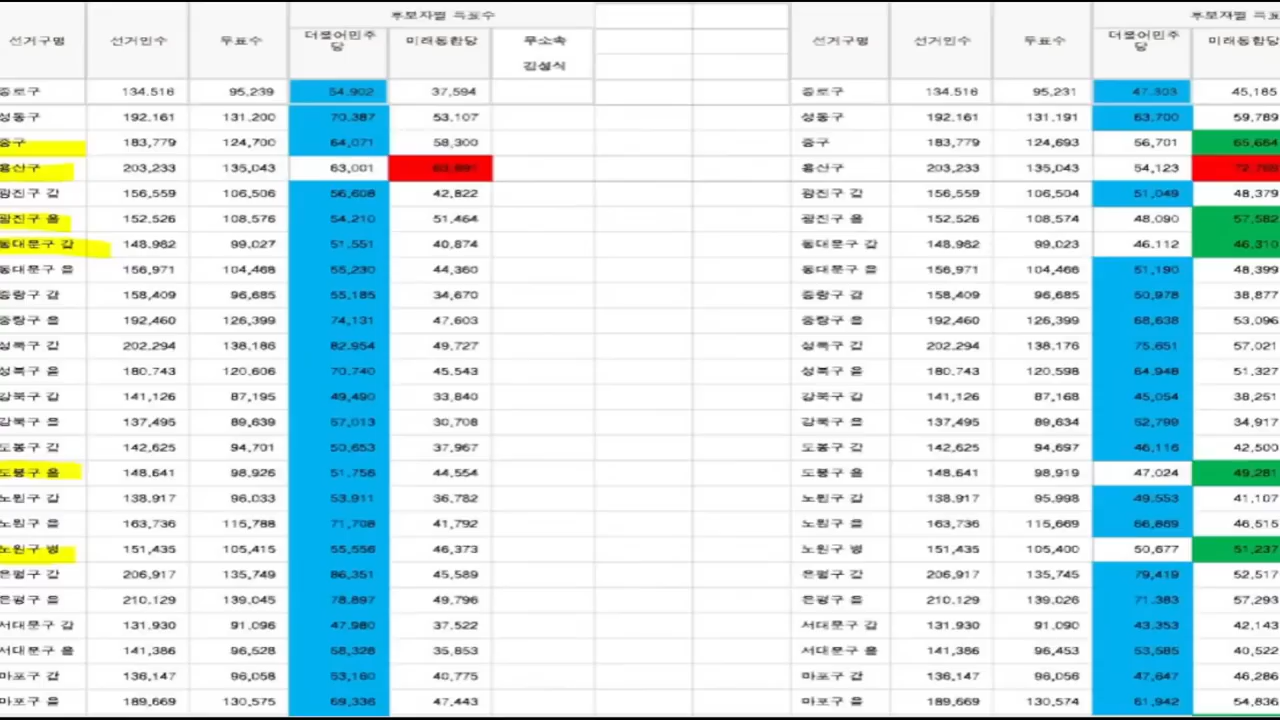 후보자별 득표수 후보자별 득표
선거구명 선거인수 투표수 더불어민주당 미래통합당 무소속 선거구명 선거인수 투표수 더불어민주당 미래통합당
김성식
종로구 134,516 95,239 54,902 37,594 종로구 134,516 95,231 47,303 45,185
성동구 192,161 131,200 70,387 53,107 성동구 192,161 131,191 63,700 59,789
중구 183,779 124,700 64,071 58,300 중구 183,779 124,693 56,701 65,664
용산구 203,233 135,043 63,001 용산구 203,233 135,043 54,123
광진구 갑 156,559 106,506 56,608 42,822 광진구 갑 156,559 106,504 51,049 48,379
광진구 을 152,526 108,576 54,210 51,464 광진구 을 152,526 108,574 48,090 57,582
동대문구 갑 148,962 99,027 51,551 40,874 동대문구 갑 148,962 99,023 46,112 46,310
동대문구 을 156,971 104,468 55,230 44,360 동대문구 을 156,971 104,466 51,190 48,399
중랑구 갑 158,409 96,685 55,185 34,670 중랑구 갑 158,409 96,685 50,978 38,877
중랑구 을 192,460 126,399 74,131 47,603 중랑구 을 192,460 126,399 68,638 53,096
성북구 갑 202,294 138,186 82,954 49,727 성북구 갑 202,294 138,176 75,651 57,021
성북구 을 180,743 120,606 70,740 45,543 성북구 을 180,743 120,598 64,948 51,327
강북구 갑 141,126 87,195 49,490 33,840 강북구 갑 141,126 87,168 45,054 38,251
강북구 을 137,495 89,639 57,013 30,708 강북구 을 137,495 89,634 52,799 34,917
도봉구 갑 142,625 94,701 50,653 37,967 도봉구 갑 142,625 94,697 46,116 42,500
도봉구 을 148,641 98,926 51,756 44,554 도봉구 을 148,641 98,919 47,024 49,281
노원구 갑 138,917 96,033 53,911 36,782 노원구 갑 138,917 95,998 49,553 41,107
노원구 을 163,736 115,788 71,708 41,792 노원구 을 163,736 115,669 66,889 46,515
노원구 병 151,435 105,415 55,556 46,373 노원구 병 151,435 105,400 50,677 51,237
은평구 갑 206,917 135,749 86,351 45,589 은평구 갑 206,917 135,745 79,419 52,517
은평구 을 210,129 139,045 78,897 49,796 은평구 을 210,129 139,026 71,383 57,293
서대문구 갑 131,930 91,096 47,980 37,522 서대문구 갑 131,930 91,090 43,353 42,143
서대문구 을 141,386 96,528 58,328 35,853 서대문구 을 141,386 96,453 53,585 40,522
마포구 갑 136,147 96,058 53,160 40,775 마포구 갑 136,147 96,056 47,647 46,286
마포구 을 189,669 130,575 69,336 47,443 마포구 을 189,669 130,574 61,942 54,836